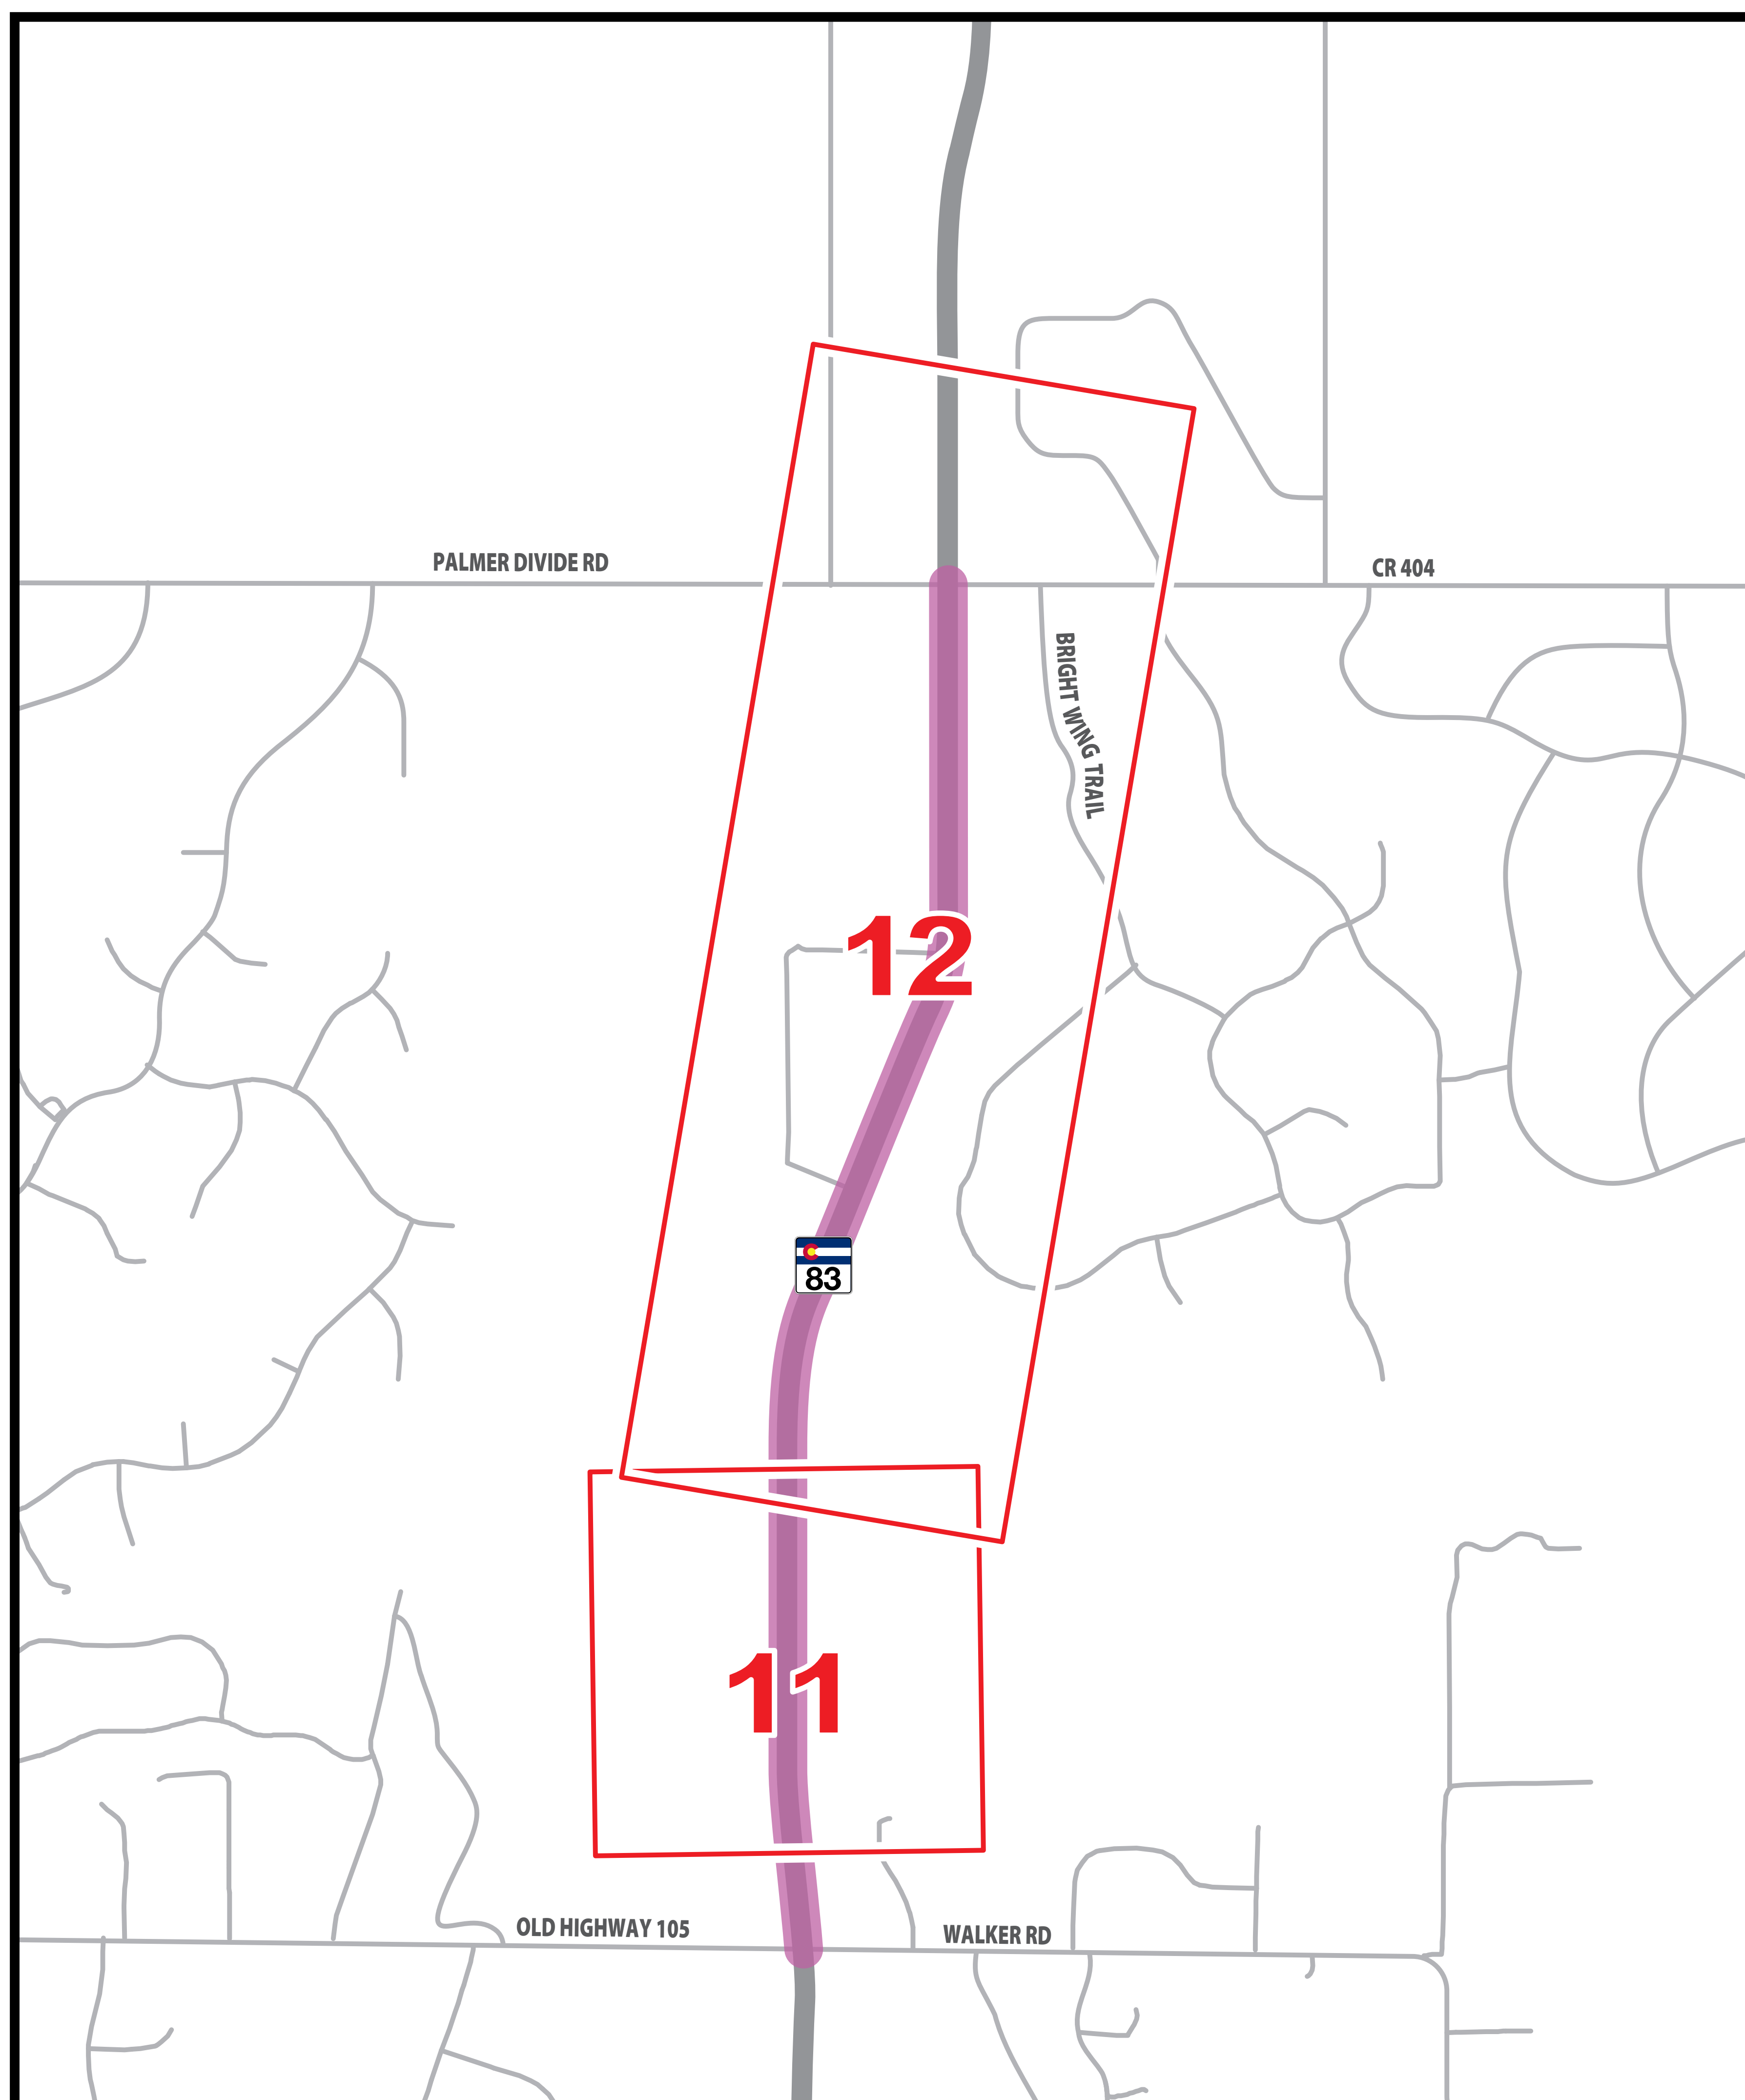 PALMER DIVIDE RD
CR 404
BRIGHT WING TRAIL
12
83
11
OLD HIGHWAY 105
WALKER RD